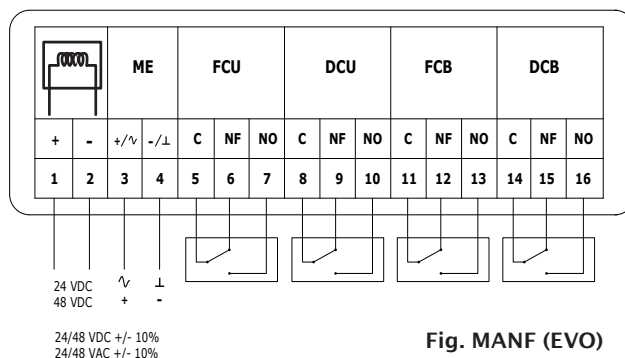 ME FCU DCU FCB DCB
+ - +/∿ -/⊥ C NF NO C NF NO C NF NO C NF NO
1 2 3 4 5 6 7 8 9 10 11 12 13 14 15 16
24 VDC ∿ ⊥
48 VDC + -
24/48 VDC +/- 10%
24/48 VAC +/- 10%
Fig. MANF (EVO)